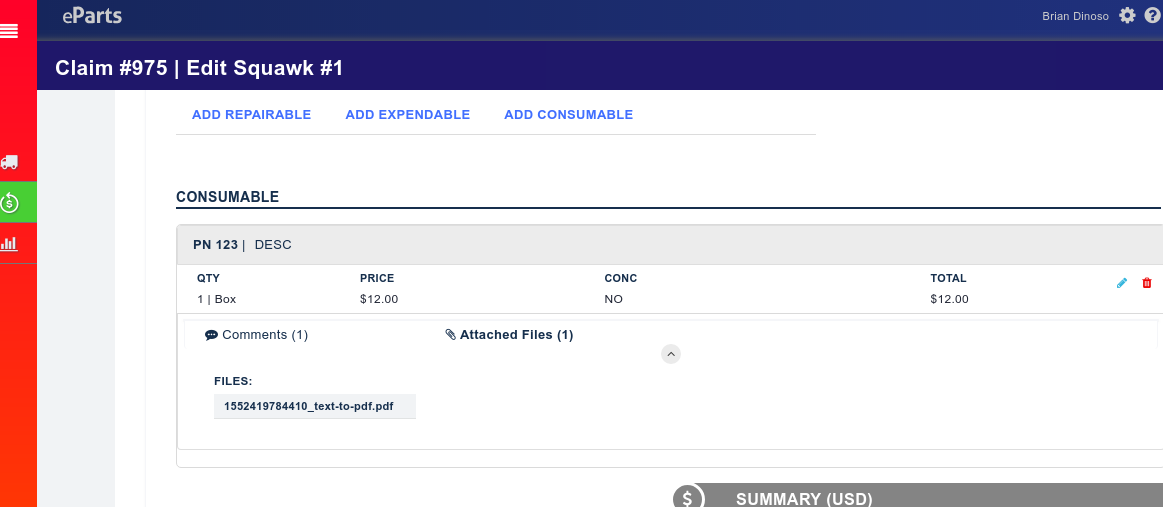 eParts
Brian Dinoso
Claim #975 | Edit Squawk #1
ADD REPAIRABLE ADD EXPENDABLE ADD CONSUMABLE
CONSUMABLE
PN 123 | DESC
QTY PRICE CONC TOTAL
1 | Box $12.00 NO $12.00
Comments (1) Attached Files (1)
FILES:
1552419784410_text-to-pdf.pdf
SUMMARY (USD)